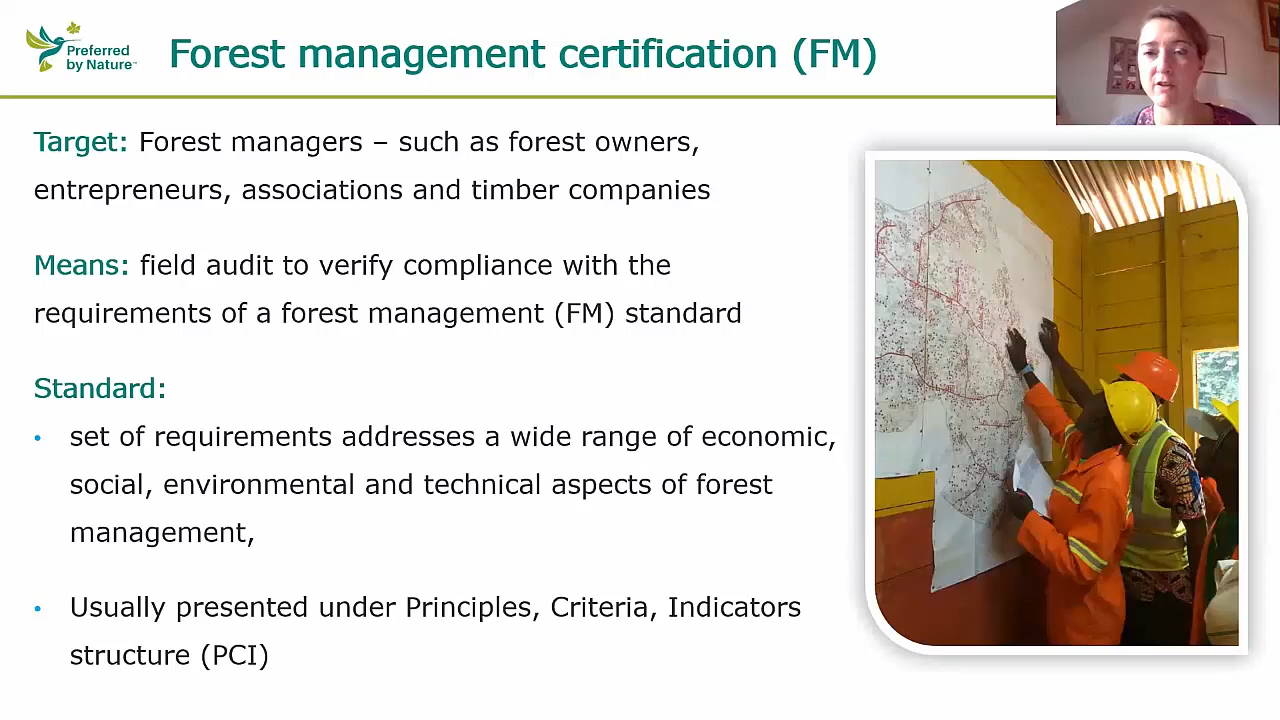 Preferred
by Nature™
Forest management certification (FM)
Target: Forest managers – such as forest owners,
entrepreneurs, associations and timber companies
Means: field audit to verify compliance with the
requirements of a forest management (FM) standard
Standard:
• set of requirements addresses a wide range of economic,
social, environmental and technical aspects of forest
management,
• Usually presented under Principles, Criteria, Indicators
structure (PCI)